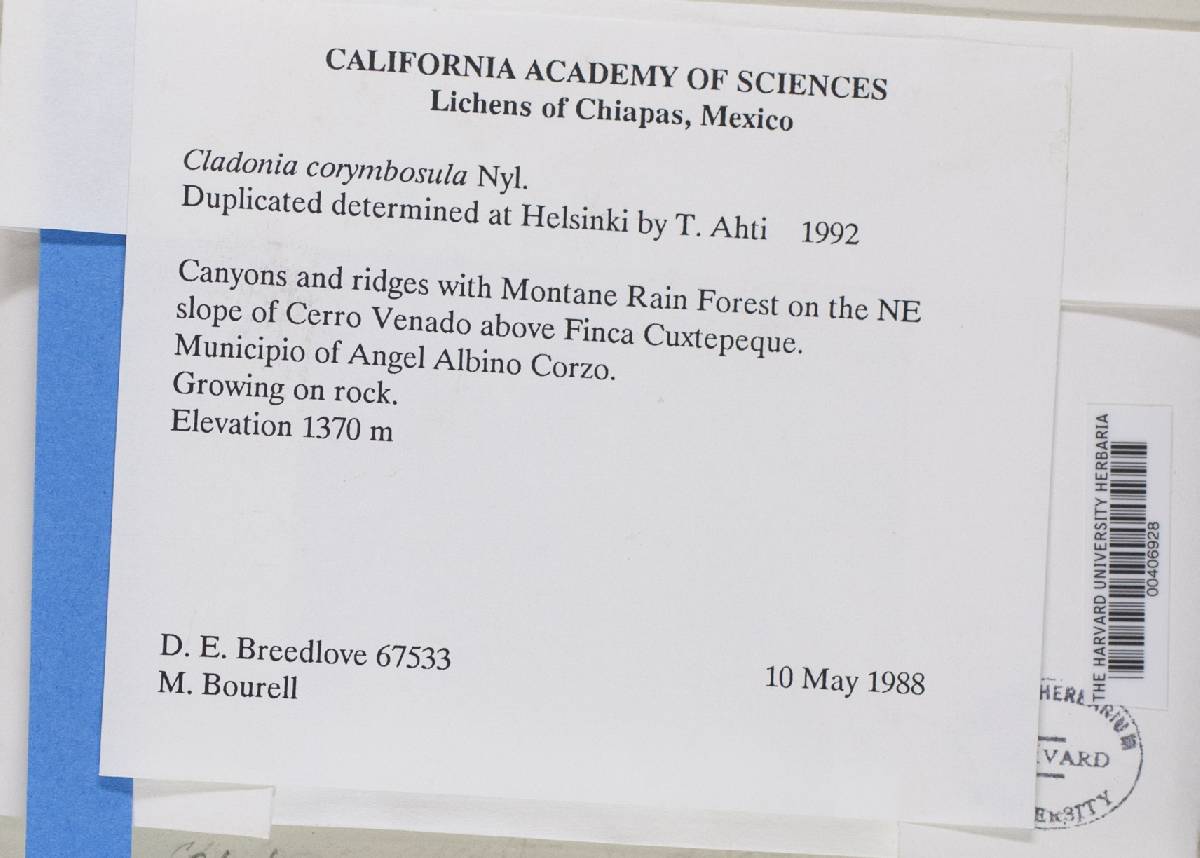 CALIFORNIA ACADEMY OF SCIENCES
Lichens of Chiapas, Mexico
Cladonia corymbosula Nyl.
Duplicated determined at Helsinki by T. Ahti 1992
Canyons and ridges with Montane Rain Forest on the NE
slope of Cerro Venado above Finca Cuxtepeque.
Municipio of Angel Albino Corzo.
Growing on rock.
Elevation 1370 m
D. E. Breedlove 67533
M. Bourell
10 May 1988
THE HARVARD UNIVERSITY HERBARIA
00406928